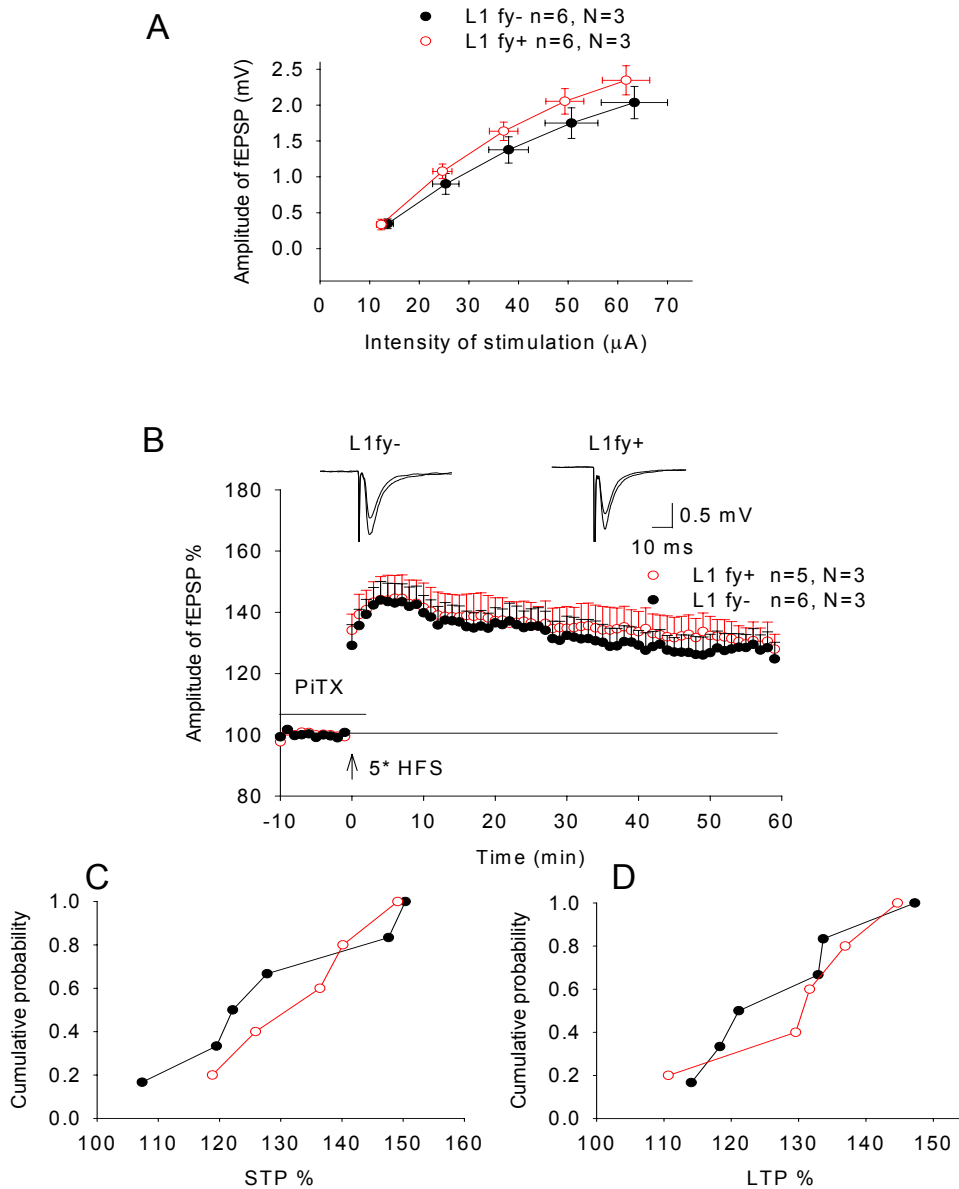 A
L1 fy- n=6, N=3
L1 fy+ n=6, N=3
Amplitude of fEPSP (mV)
2.5
2.0
1.5
1.0
0.5
0.0
0 10 20 30 40 50 60 70
Intensity of stimulation (μA)
B
L1fy- L1fy+
Amplitude of fEPSP %
180
160
140
120
100
80
0.5 mV
10 ms
L1 fy+ n=5, N=3
L1 fy- n=6, N=3
PiTX
5* HFS
-10 0 10 20 30 40 50 60
Time (min)
C
Cumulative probability
1.0
0.8
0.6
0.4
0.2
0.0
100 110 120 130 140 150 160
STP %
D
Cumulative probability
1.0
0.8
0.6
0.4
0.2
0.0
100 110 120 130 140 150
LTP %